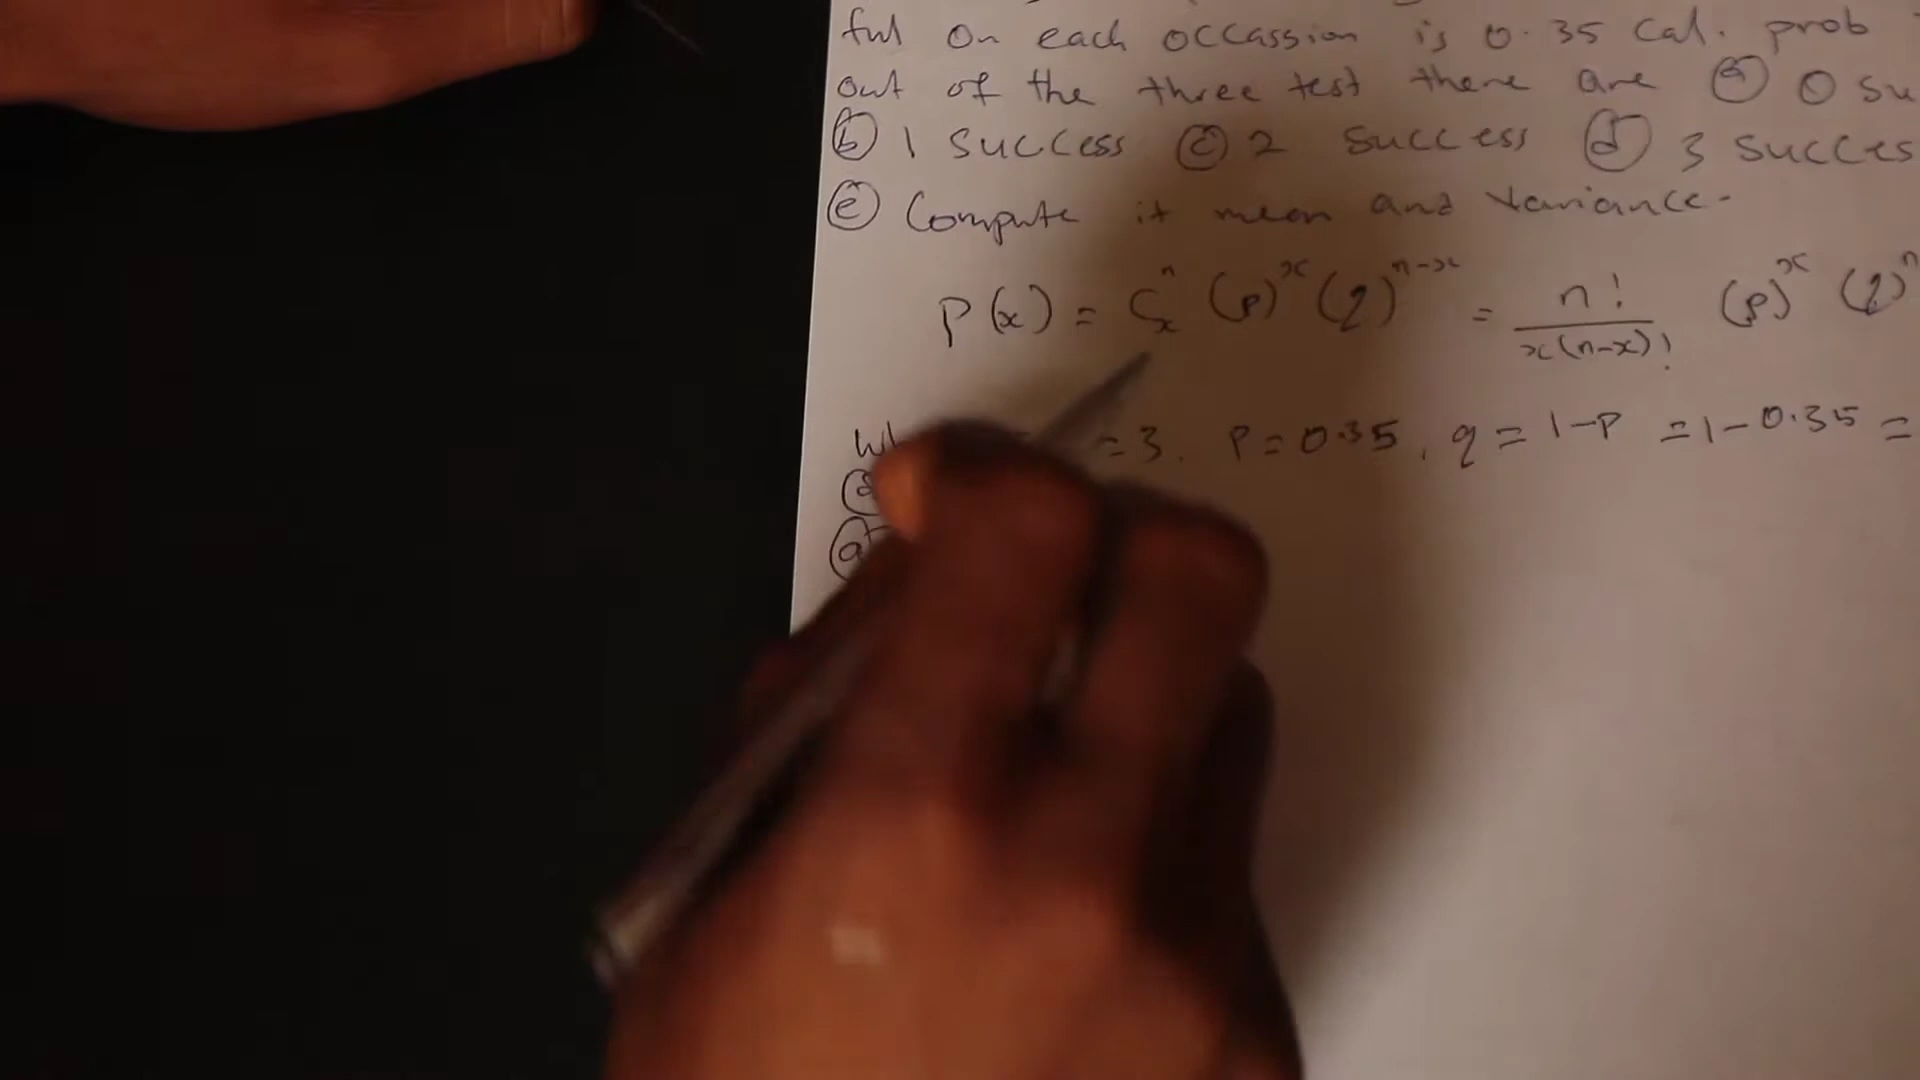 ful on each occassion is 0.35 Cal. prob
out of the three test there are (a) 0 su
(b) 1 success (c) 2 success (d) 3 succes
(e) Compute it mean and Variance.
P(x) = C^n_x (p)^x (q)^n-x = n! / x(n-x)! (p)^x (q)^n
=3. P=0.35, q = 1-P = 1-0.35 =